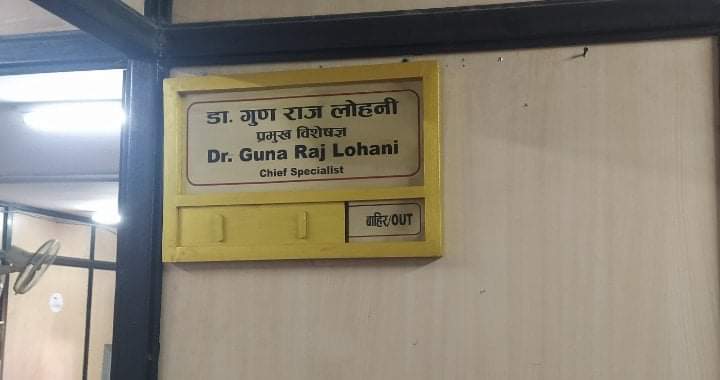 डा. गुण राज लोहनी
प्रमुख विशेषज्ञ
Dr. Guna Raj Lohani
Chief Specialist
बाहिर/OUT